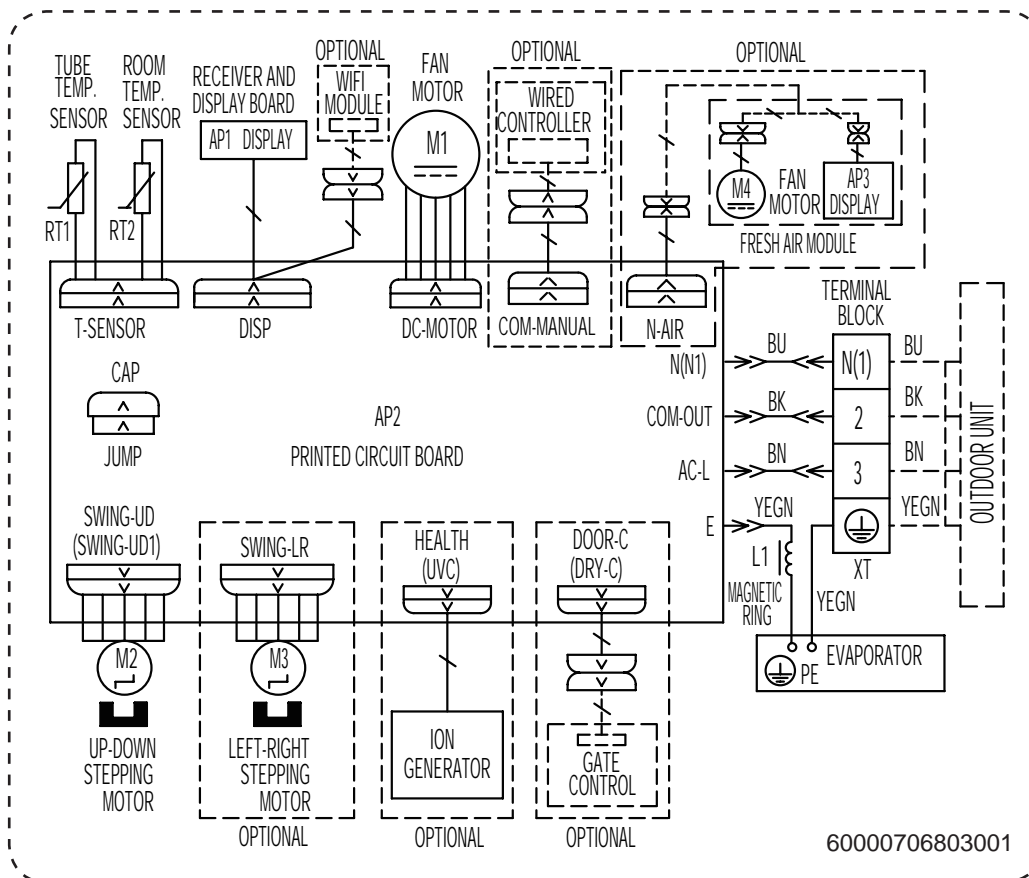 TUBE
TEMP.
SENSOR
ROOM
TEMP.
SENSOR
RT1
RT2
RECEIVER AND
DISPLAY BOARD
AP1 DISPLAY
OPTIONAL
WIFI
MODULE
FAN
MOTOR
M1
OPTIONAL
WIRED
CONTROLLER
OPTIONAL
M4
FAN
MOTOR
AP3
DISPLAY
FRESH AIR MODULE
T-SENSOR
DISP
DC-MOTOR
COM-MANUAL
N-AIR
TERMINAL
BLOCK
CAP
JUMP
AP2
PRINTED CIRCUIT BOARD
N(N1)
BU
N(1)
BU
COM-OUT
BK
2
BK
AC-L
BN
3
BN
E
YEGN
YEGN
XT
OUTDOOR UNIT
L1
MAGNETIC
RING
YEGN
PE
EVAPORATOR
SWING-UD
(SWING-UD1)
M2
UP-DOWN
STEPPING
MOTOR
SWING-LR
M3
LEFT-RIGHT
STEPPING
MOTOR
OPTIONAL
HEALTH
(UVC)
ION
GENERATOR
OPTIONAL
DOOR-C
(DRY-C)
GATE
CONTROL
OPTIONAL
60000706803001